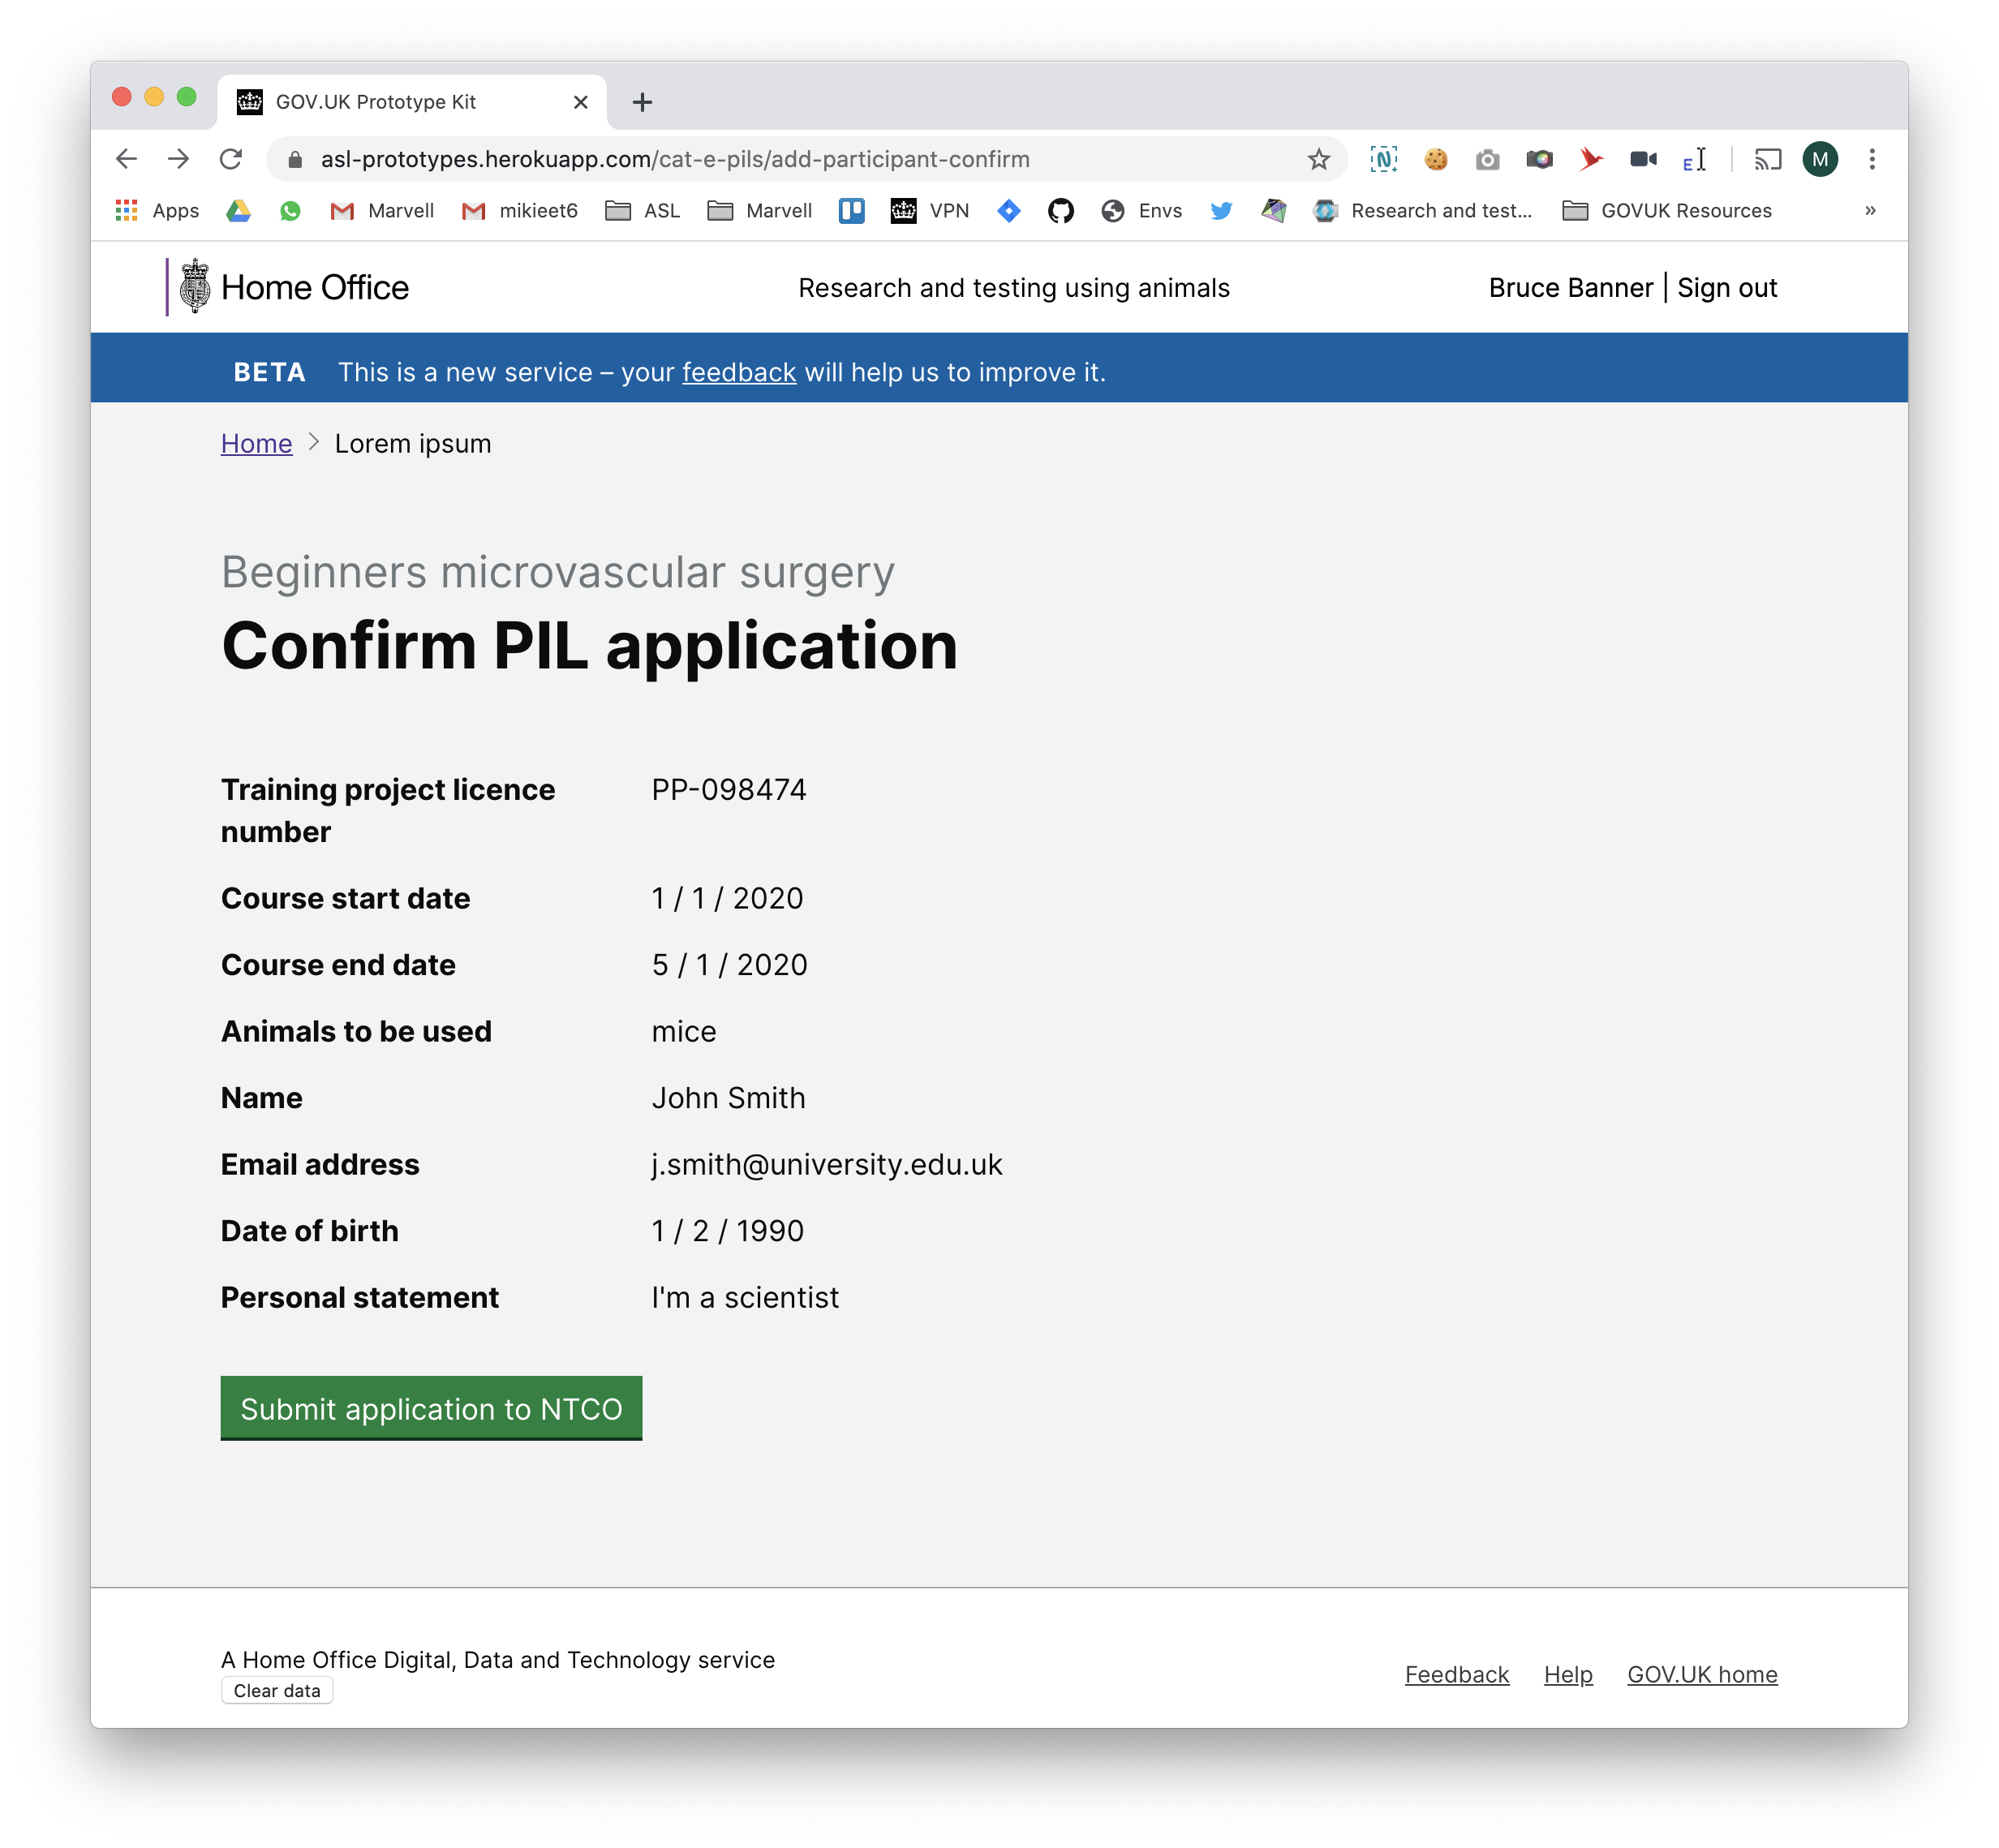 GOV.UK Prototype Kit
asl-prototypes.herokuapp.com/cat-e-pils/add-participant-confirm
M
Apps Marvell mikieet6 ASL Marvell VPN Envs Research and test... GOVUK Resources »
Home Office Research and testing using animals Bruce Banner | Sign out
BETA This is a new service – your feedback will help us to improve it.
Home > Lorem ipsum
Beginners microvascular surgery
Confirm PIL application
Training project licence PP-098474
number
Course start date 1 / 1 / 2020
Course end date 5 / 1 / 2020
Animals to be used mice
Name John Smith
Email address j.smith@university.edu.uk
Date of birth 1 / 2 / 1990
Personal statement I'm a scientist
Submit application to NTCO
A Home Office Digital, Data and Technology service
Clear data
Feedback Help GOV.UK home